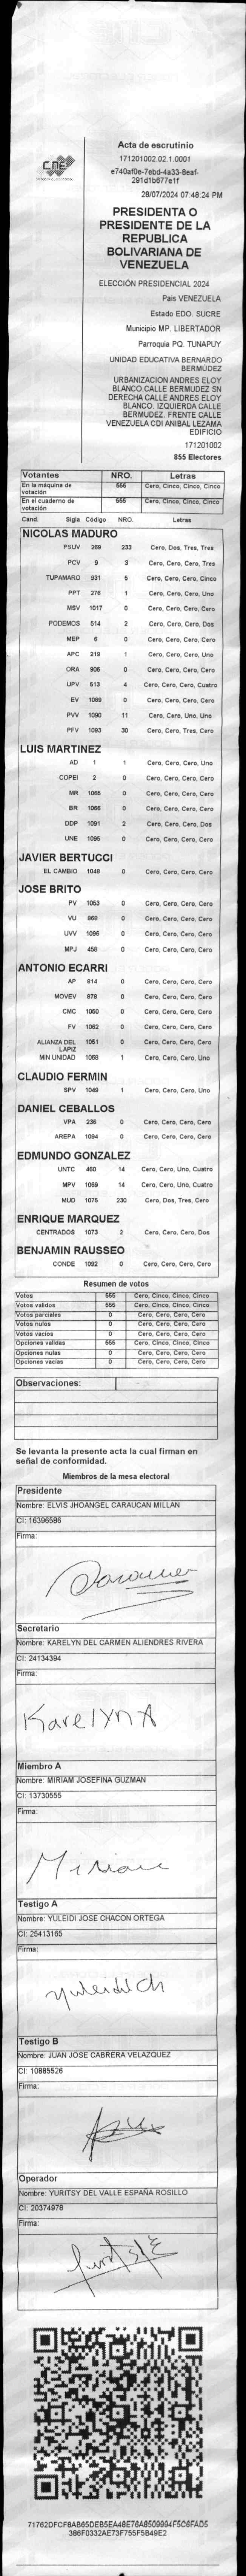 CNE
Acta de escrutinio
171201002.02.1.0001
e740af0e-7ebd-4a33-8eaf-
291d1b677e1f
28/07/2024 07:48:24 PM
PRESIDENTA O
PRESIDENTE DE LA
REPUBLICA
BOLIVARIANA DE
VENEZUELA
ELECCIÓN PRESIDENCIAL 2024
Pais VENEZUELA
Estado EDO. SUCRE
Municipio MP. LIBERTADOR
Parroquia PQ. TUNAPUY
UNIDAD EDUCATIVA BERNARDO
BERMÚDEZ
URBANIZACION ANDRES ELOY
BLANCO.CALLE BERMUDEZ SN
DERECHA CALLE ANDRES ELOY
BLANCO. IZQUIERDA CALLE
BERMUDEZ. FRENTE CALLE
VENEZUELA CDI ANIBAL LEZAMA
EDIFICIO
171201002
855 Electores
Votantes NRO. Letras
En la máquina de votación 555 Cero, Cinco, Cinco, Cinco
En el cuaderno de votación 555 Cero, Cinco, Cinco, Cinco
Cand. Sigla Código NRO. Letras
NICOLAS MADURO
PSUV 269 233 Cero, Dos, Tres, Tres
PCV 9 3 Cero, Cero, Cero, Tres
TUPAMARO 931 5 Cero, Cero, Cero, Cinco
PPT 276 1 Cero, Cero, Cero, Uno
MSV 1017 0 Cero, Cero, Cero, Cero
PODEMOS 514 2 Cero, Cero, Cero, Dos
MEP 6 0 Cero, Cero, Cero, Cero
APC 219 1 Cero, Cero, Cero, Uno
ORA 906 0 Cero, Cero, Cero, Cero
UPV 513 4 Cero, Cero, Cero, Cuatro
EV 1089 0 Cero, Cero, Cero, Cero
PVV 1090 11 Cero, Cero, Uno, Uno
PFV 1093 30 Cero, Cero, Tres, Cero
LUIS MARTINEZ
AD 1 1 Cero, Cero, Cero, Uno
COPEI 2 0 Cero, Cero, Cero, Cero
MR 1065 0 Cero, Cero, Cero, Cero
BR 1066 0 Cero, Cero, Cero, Cero
DDP 1091 2 Cero, Cero, Cero, Dos
UNE 1095 0 Cero, Cero, Cero, Cero
JAVIER BERTUCCI
EL CAMBIO 1048 0 Cero, Cero, Cero, Cero
JOSE BRITO
PV 1053 0 Cero, Cero, Cero, Cero
VU 868 0 Cero, Cero, Cero, Cero
UVV 1096 0 Cero, Cero, Cero, Cero
MPJ 458 0 Cero, Cero, Cero, Cero
ANTONIO ECARRI
AP 814 0 Cero, Cero, Cero, Cero
MOVEV 878 0 Cero, Cero, Cero, Cero
CMC 1050 0 Cero, Cero, Cero, Cero
FV 1062 0 Cero, Cero, Cero, Cero
ALIANZA DEL LAPIZ 1051 0 Cero, Cero, Cero, Cero
MIN UNIDAD 1058 1 Cero, Cero, Cero, Uno
CLAUDIO FERMIN
SPV 1049 1 Cero, Cero, Cero, Uno
DANIEL CEBALLOS
VPA 236 0 Cero, Cero, Cero, Cero
AREPA 1094 0 Cero, Cero, Cero, Cero
EDMUNDO GONZALEZ
UNTC 460 14 Cero, Cero, Uno, Cuatro
MPV 1069 14 Cero, Cero, Uno, Cuatro
MUD 1075 230 Cero, Dos, Tres, Cero
ENRIQUE MARQUEZ
CENTRADOS 1073 2 Cero, Cero, Cero, Dos
BENJAMIN RAUSSEO
CONDE 1092 0 Cero, Cero, Cero, Cero
Resumen de votos
Votos 555 Cero, Cinco, Cinco, Cinco
Votos validos 555 Cero, Cinco, Cinco, Cinco
Votos parciales 0 Cero, Cero, Cero, Cero
Votos nulos 0 Cero, Cero, Cero, Cero
Votos vacios 0 Cero, Cero, Cero, Cero
Opciones validas 555 Cero, Cinco, Cinco, Cinco
Opciones nulas 0 Cero, Cero, Cero, Cero
Opciones vacias 0 Cero, Cero, Cero, Cero
Observaciones:
Se levanta la presente acta la cual firman en
señal de conformidad.
Miembros de la mesa electoral
Presidente
Nombre: ELVIS JHOANGEL CARAUCAN MILLAN
CI: 16396586
Firma:
Secretario
Nombre: KARELYN DEL CARMEN ALIENDRES RIVERA
CI: 24134394
Firma:
Karelyn A
Miembro A
Nombre: MIRIAM JOSEFINA GUZMAN
CI: 13730555
Firma:
Miriam
Testigo A
Nombre: YULEIDI JOSE CHACON ORTEGA
CI: 25413165
Firma:
yuleidi ch
Testigo B
Nombre: JUAN JOSE CABRERA VELAZQUEZ
CI: 10885526
Firma:
Operador
Nombre: YURITSY DEL VALLE ESPAÑA ROSILLO
CI: 20374978
Firma:
71762DFCF8AB65DEB5EA48E76A8509994F5C6FAD5
386F0332AE73F755F5B49E2